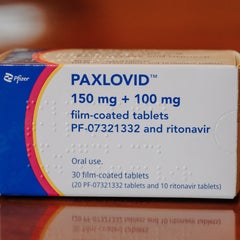 Pfizer
PAXLOVID™
150 mg + 100 mg
film-coated tablets
PF-07321332 and ritonavir
Oral use.
30 film-coated tablets
(20 PF-07321332 tablets and 10 ritonavir tablets)